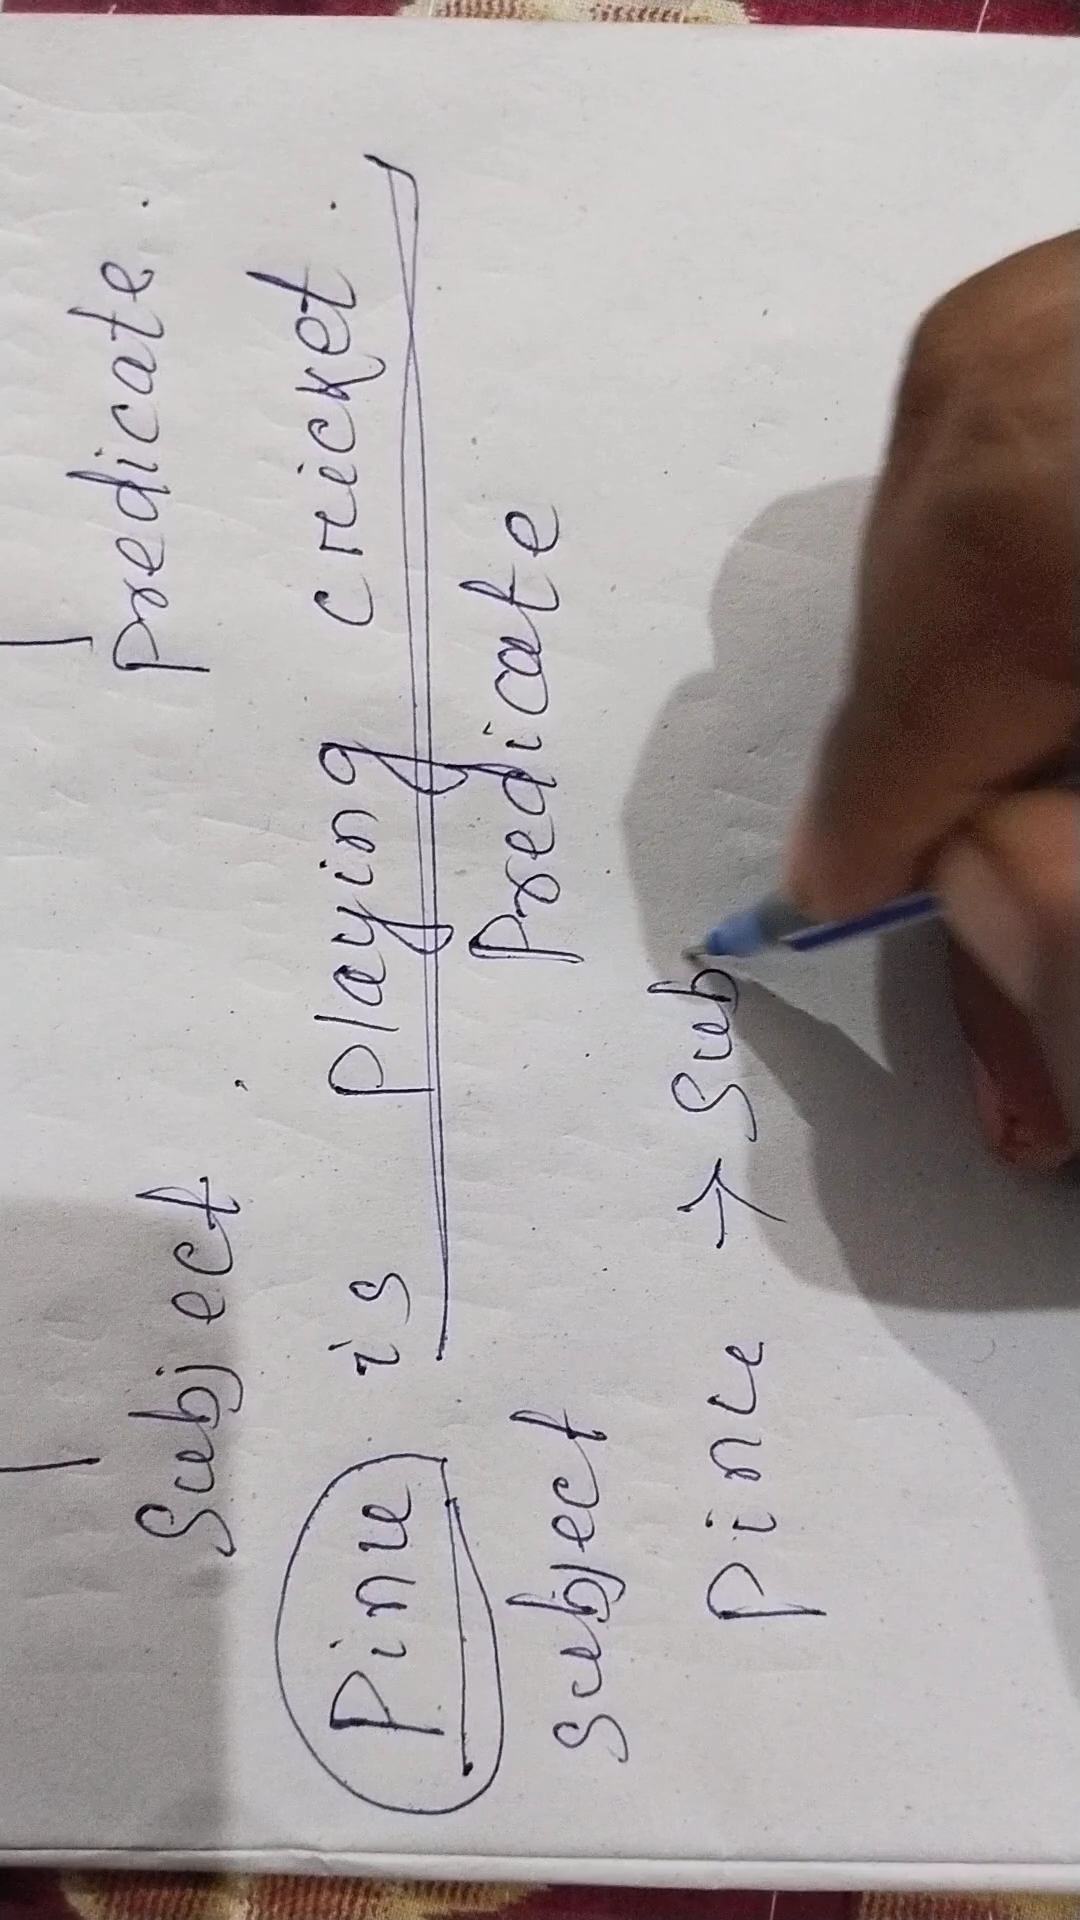 Subject Predicate.
Pinu is playing cricket.
Subject Predicate
Pinu → Sub